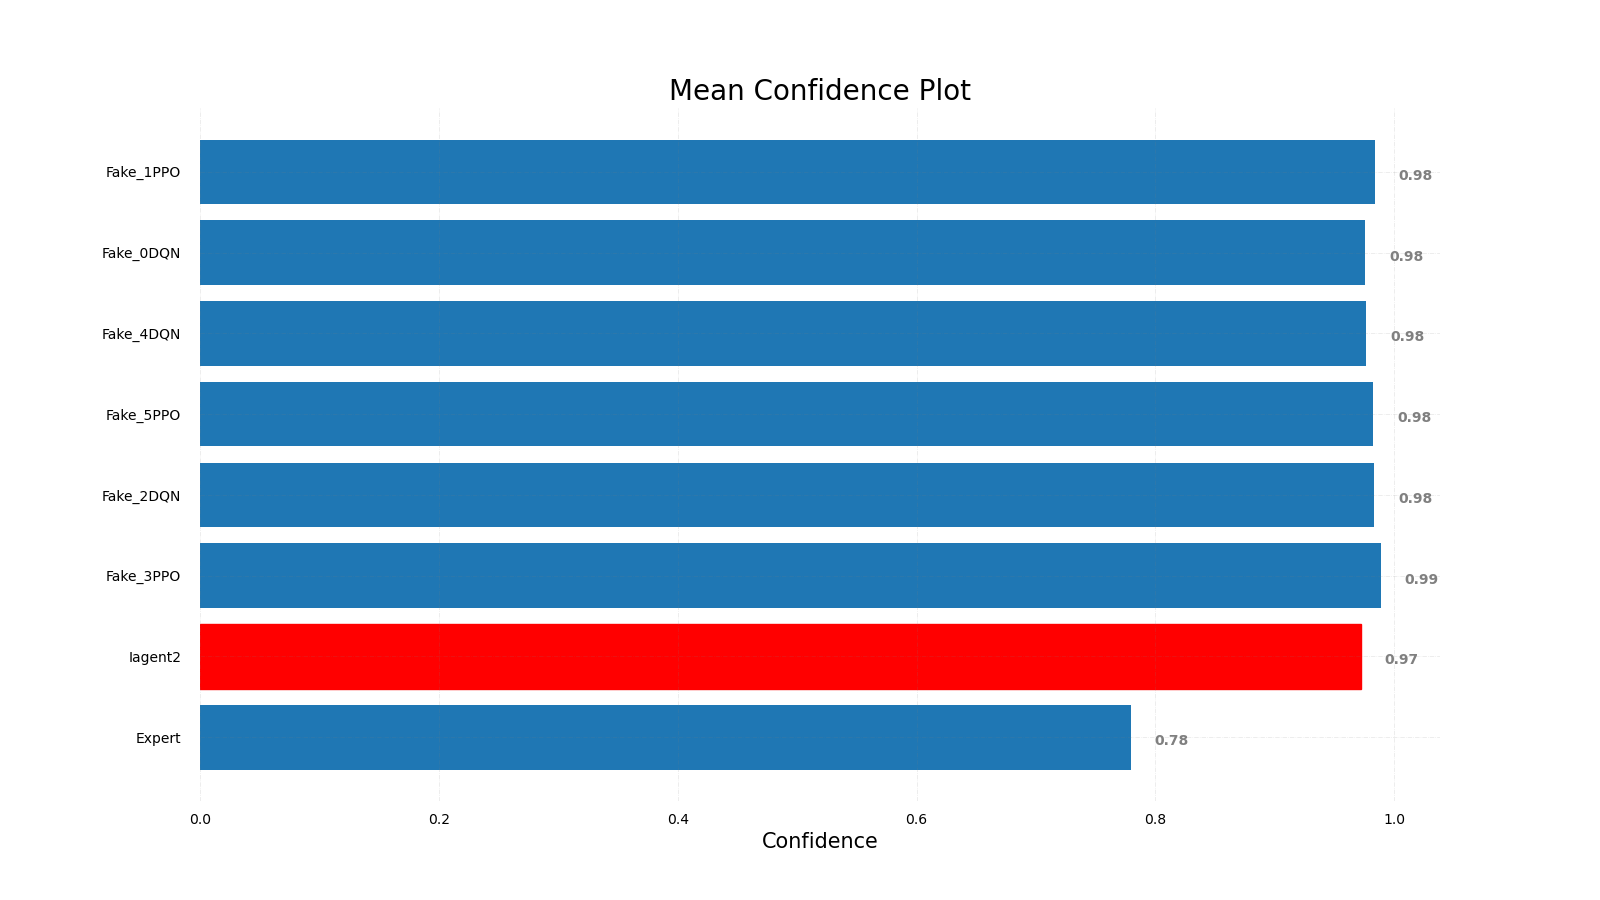 Mean Confidence Plot
Fake_1PPO 0.98
Fake_0DQN 0.98
Fake_4DQN 0.98
Fake_5PPO 0.98
Fake_2DQN 0.98
Fake_3PPO 0.99
Iagent2 0.97
Expert 0.78
0.0 0.2 0.4 0.6 0.8 1.0
Confidence